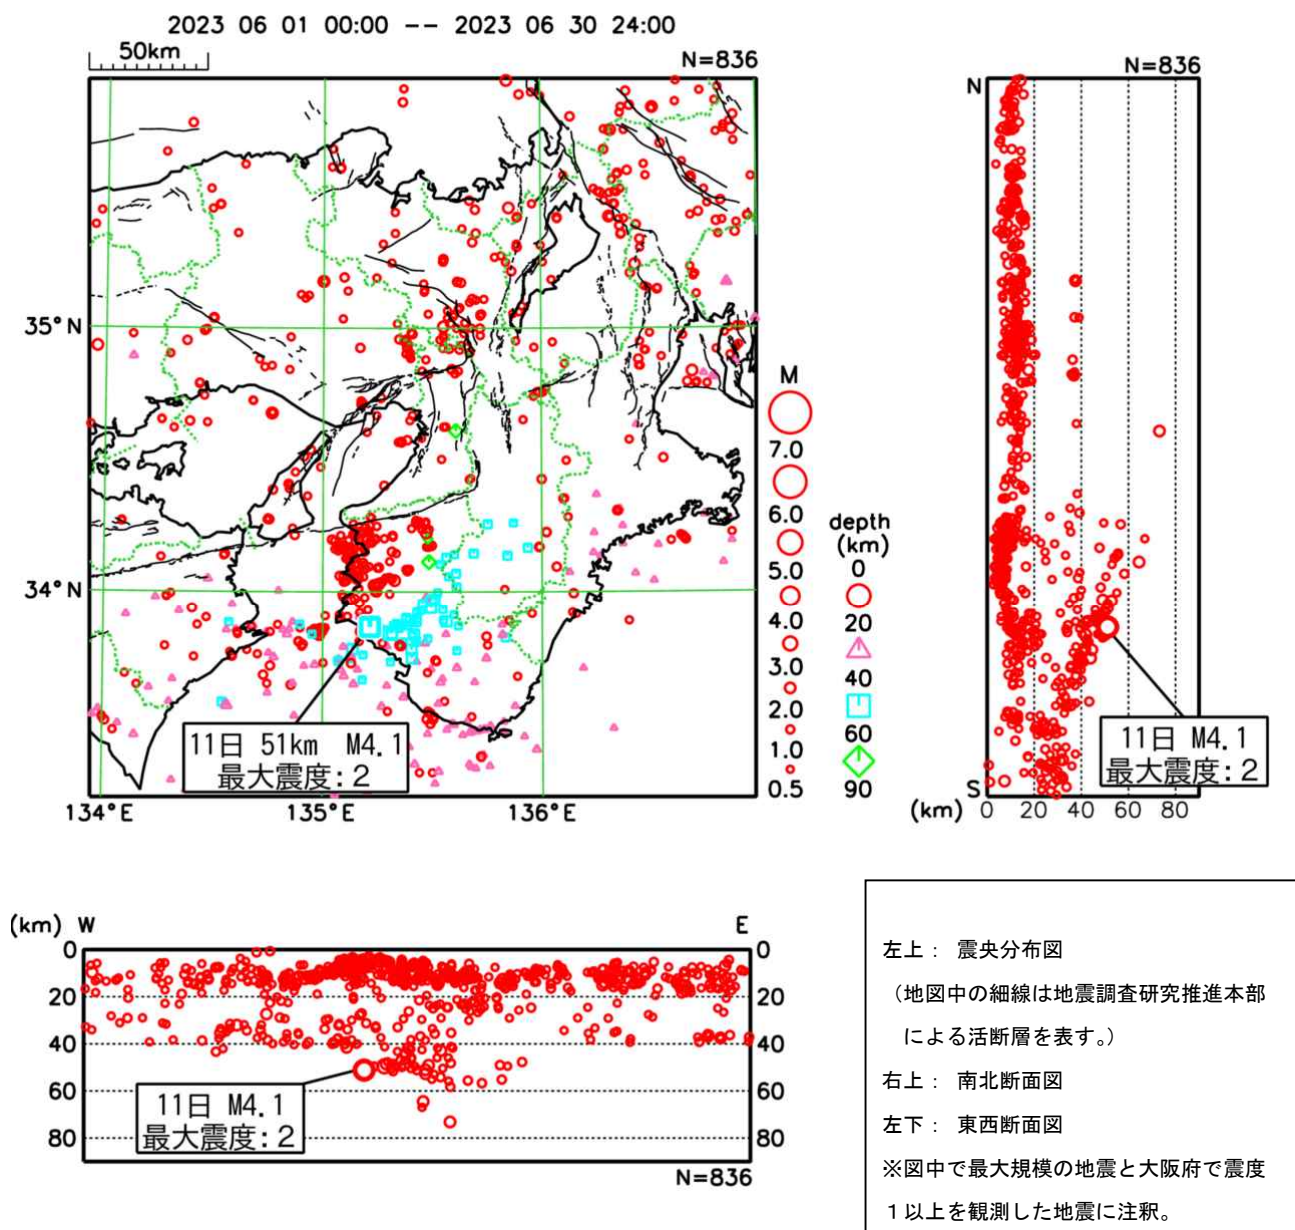 2023 06 01 00:00 -- 2023 06 30 24:00
50km
N=836
35°N
34°N
134°E
135°E
136°E
11日 51km M4.1
最大震度:2
M
7.0
6.0
5.0
4.0
3.0
2.0
1.0
0.5
depth
(km)
0
20
40
60
90
N=836
N
S
11日 M4.1
最大震度:2
(km) 0 20 40 60 80
(km) W
E
0
20
40
60
80
0
20
40
60
80
11日 M4.1
最大震度:2
N=836
左上： 震央分布図
（地図中の細線は地震調査研究推進本部
による活断層を表す。）
右上： 南北断面図
左下： 東西断面図
※図中で最大規模の地震と大阪府で震度
１以上を観測した地震に注釈。